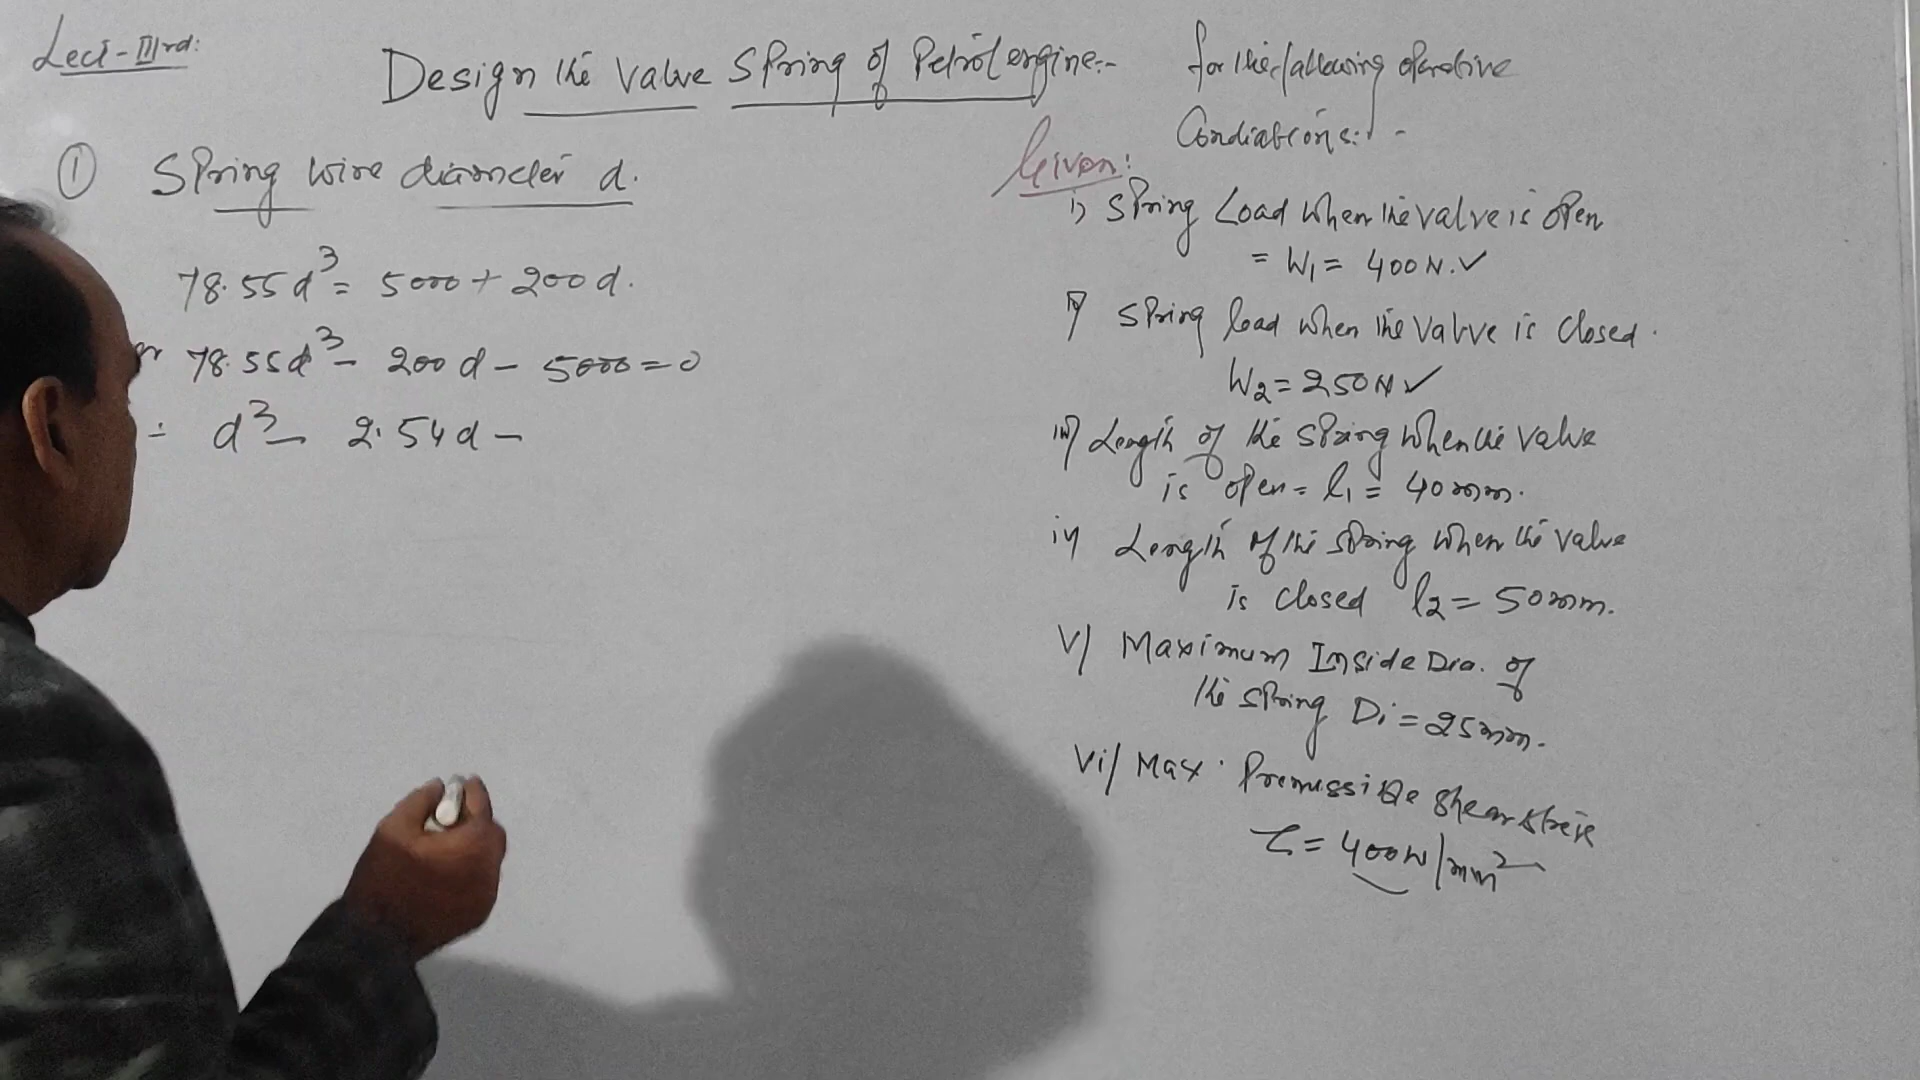 Lect-IIIrd:
Design the Valve Spring of Petrol engine:- for the following operative
Conditions: -
① Spring wire diameter d.
78.55d³ = 5000 + 200d.
or 78.55d³ - 200d - 5000 = 0
= d³ - 2.54d -
Given:
i) Spring Load when the valve is open
= W₁ = 400N. ✓
ii) Spring load when the valve is closed.
W₂ = 250N ✓
iii) Length of the spring when the valve
is open = l₁ = 40mm.
iv) Length of the spring when the valve
is closed l₂ = 50mm.
V) Maximum Inside Dia. of
the spring Di = 25mm.
Vi) Max. Premissible shear stress
τ = 400N/mm²